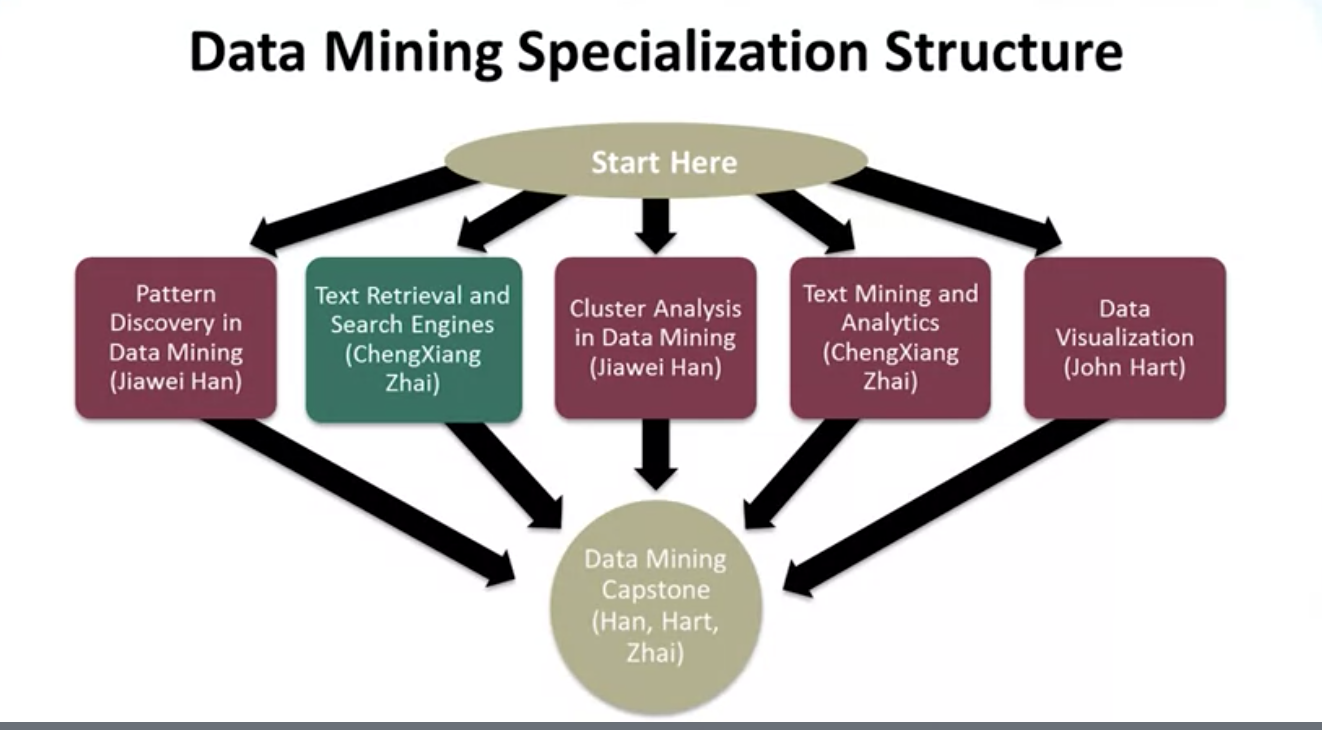 Data Mining Specialization Structure
Start Here
Pattern
Discovery in
Data Mining
(Jiawei Han)
Text Retrieval and
Search Engines
(ChengXiang
Zhai)
Cluster Analysis
in Data Mining
(Jiawei Han)
Text Mining and
Analytics
(ChengXiang
Zhai)
Data
Visualization
(John Hart)
Data Mining
Capstone
(Han, Hart,
Zhai)